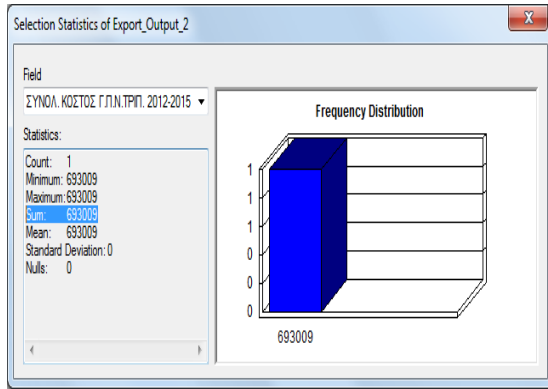 Selection Statistics of Export_Output_2
X
Field
ΣΥΝΟΛ. ΚΟΣΤΟΣ Γ.Π.Ν.ΤΡΙΠ. 2012-2015
Statistics:
Count: 1
Minimum: 693009
Maximum: 693009
Sum: 693009
Mean: 693009
Standard Deviation: 0
Nulls: 0
Frequency Distribution
1
1
1
0
0
0
693009